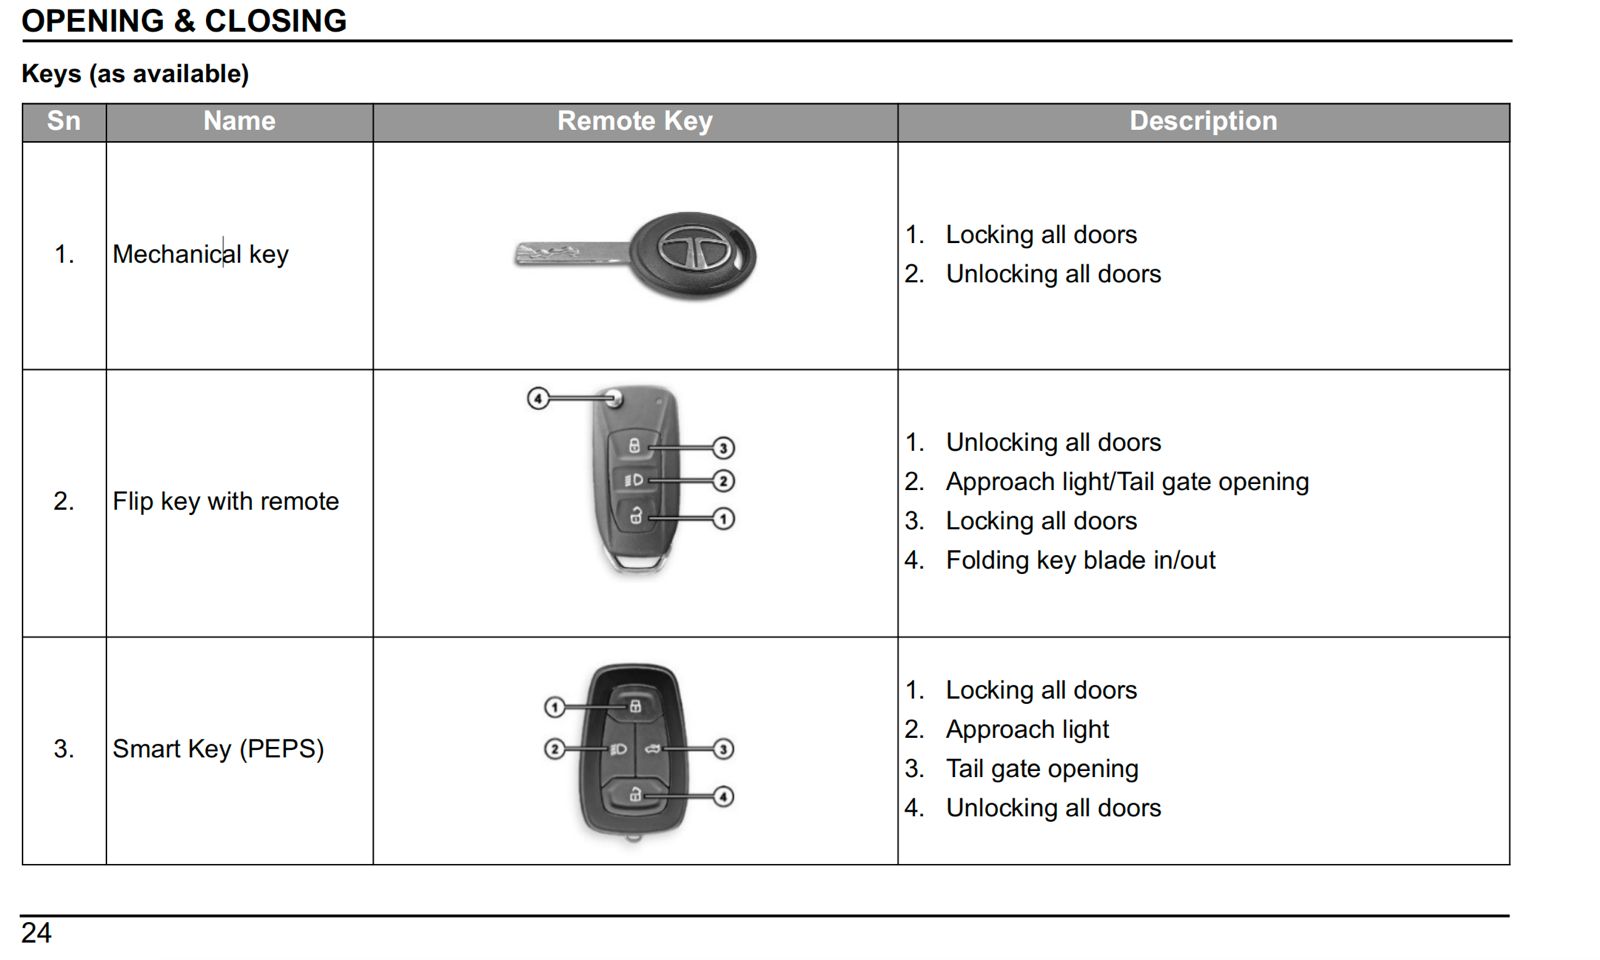 OPENING & CLOSING
Keys (as available)
Sn Name Remote Key Description
1. Mechanical key
1. Locking all doors
2. Unlocking all doors
2. Flip key with remote
4
3
2
1
1. Unlocking all doors
2. Approach light/Tail gate opening
3. Locking all doors
4. Folding key blade in/out
3. Smart Key (PEPS)
1
2
3
4
1. Locking all doors
2. Approach light
3. Tail gate opening
4. Unlocking all doors
24